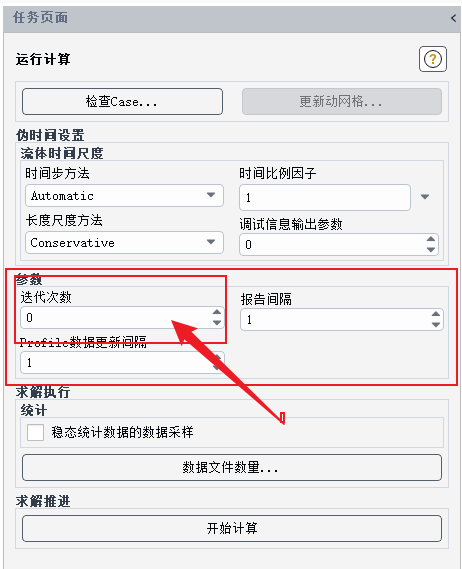 任务页面
运行计算
检查Case... 更新动网格...
伪时间设置
流体时间尺度
时间步方法 时间比例因子
Automatic 1
长度尺度方法 调试信息输出参数
Conservative 0
参数
迭代次数 报告间隔
0 1
Profile数据更新间隔
1
求解执行
统计
稳态统计数据的数据采样
数据文件数量...
求解推进
开始计算